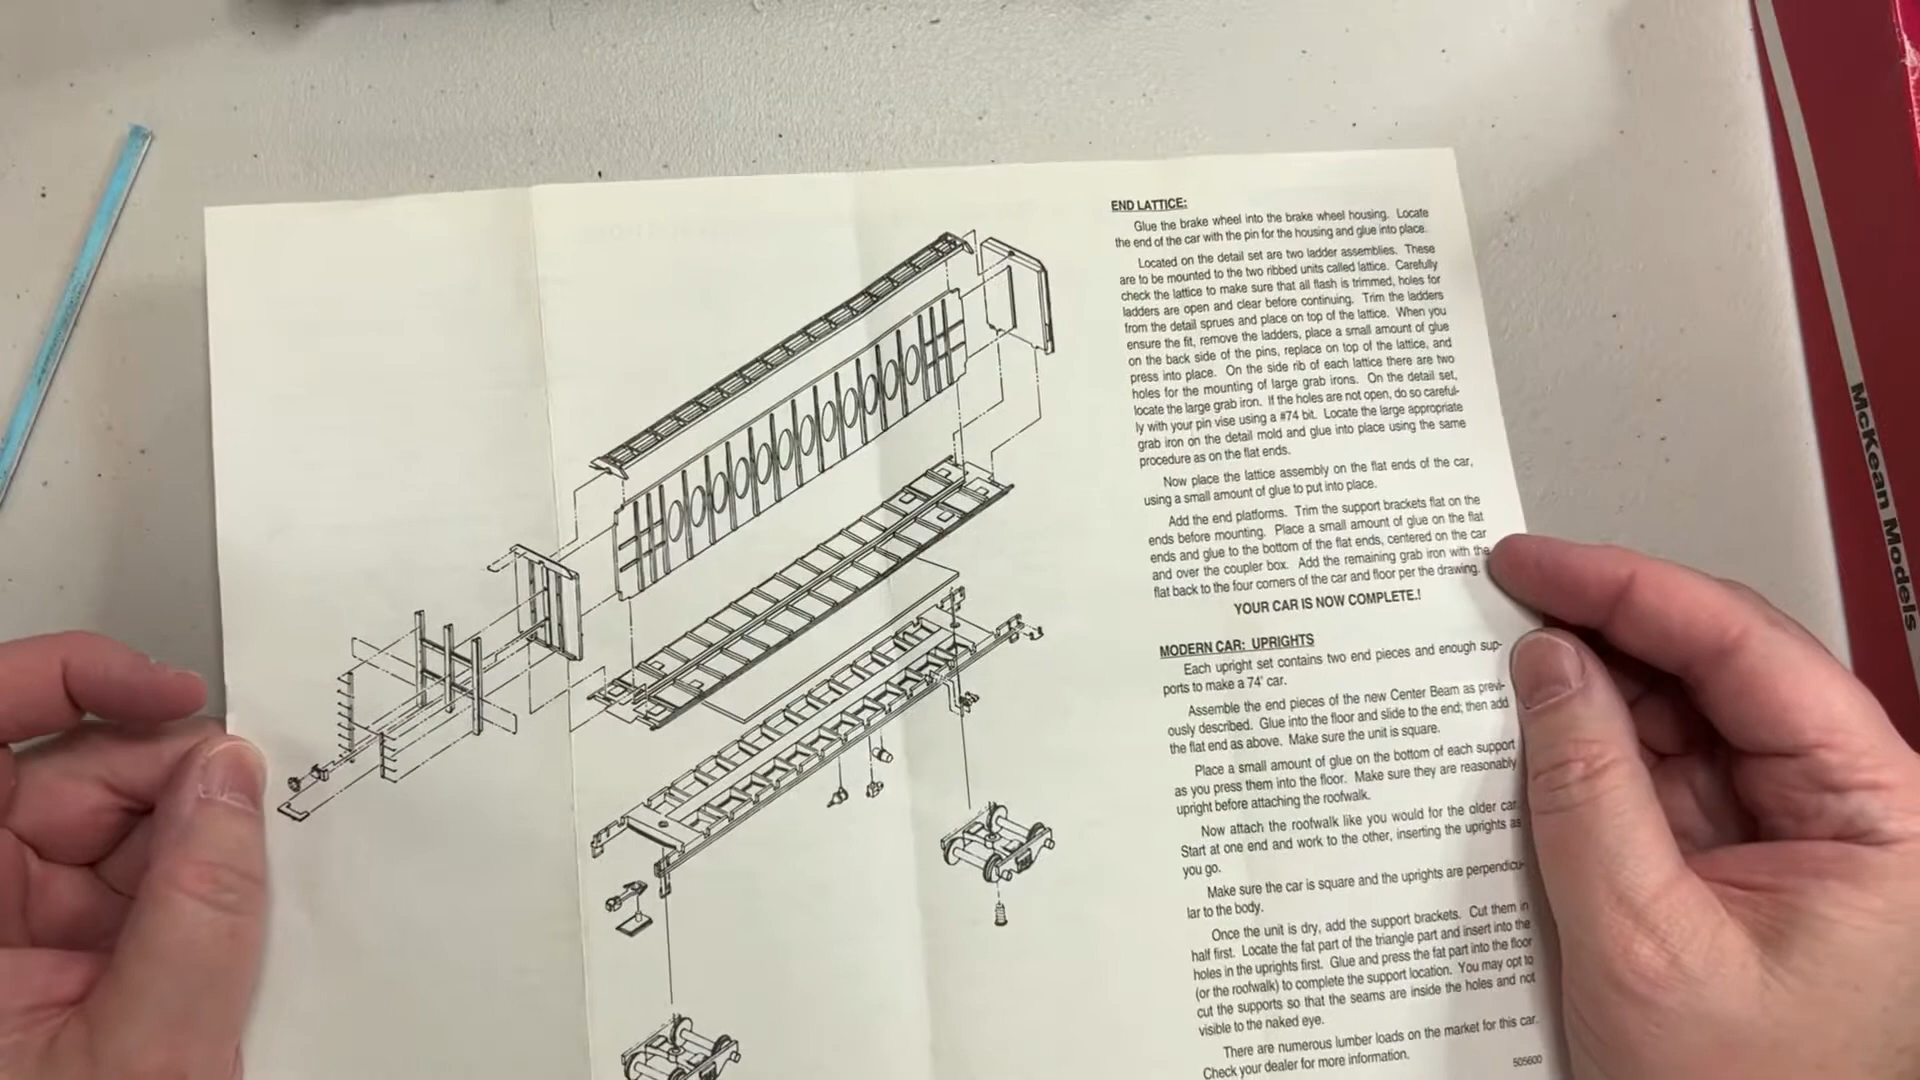 END LATTICE:
Glue the brake wheel into the brake wheel housing. Locate
the end of the car with the pin for the housing and glue into place.
Located on the detail set are two ladder assemblies. These
are to be mounted to the two ribbed units called lattice. Carefully
check the lattice to make sure that all flash is trimmed, holes for
ladders are open and clear before continuing. Trim the ladders
from the detail sprues and place on top of the lattice. When you
ensure the fit, remove the ladders, place a small amount of glue
on the back side of the pins, replace on top of the lattice, and
press into place. On the side rib of each lattice there are two
holes for the mounting of large grab irons. On the detail set,
locate the large grab iron. If the holes are not open, do so careful-
ly with your pin vise using a #74 bit. Locate the large appropriate
grab iron on the detail mold and glue into place using the same
procedure as on the flat ends.
Now place the lattice assembly on the flat ends of the car,
using a small amount of glue to put into place.
Add the end platforms. Trim the support brackets flat on the
ends before mounting. Place a small amount of glue on the flat
ends and glue to the bottom of the flat ends, centered on the car
and over the coupler box. Add the remaining grab iron with the
flat back to the four corners of the car and floor per the drawing.
YOUR CAR IS NOW COMPLETE.!
MODERN CAR: UPRIGHTS
Each upright set contains two end pieces and enough sup-
ports to make a 74' car.
Assemble the end pieces of the new Center Beam as previ-
ously described. Glue into the floor and slide to the end; then add
the flat end as above. Make sure the unit is square.
Place a small amount of glue on the bottom of each support
as you press them into the floor. Make sure they are reasonably
upright before attaching the roofwalk.
Now attach the roofwalk like you would for the older car.
Start at one end and work to the other, inserting the uprights as
you go.
Make sure the car is square and the uprights are perpendicu-
lar to the body.
Once the unit is dry, add the support brackets. Cut them in
half first. Locate the fat part of the triangle part and insert into the
holes in the uprights first. Glue and press the fat part into the floor
(or the roofwalk) to complete the support location. You may opt to
cut the supports so that the seams are inside the holes and not
visible to the naked eye.
There are numerous lumber loads on the market for this car.
Check your dealer for more information.
505600
McKean Models